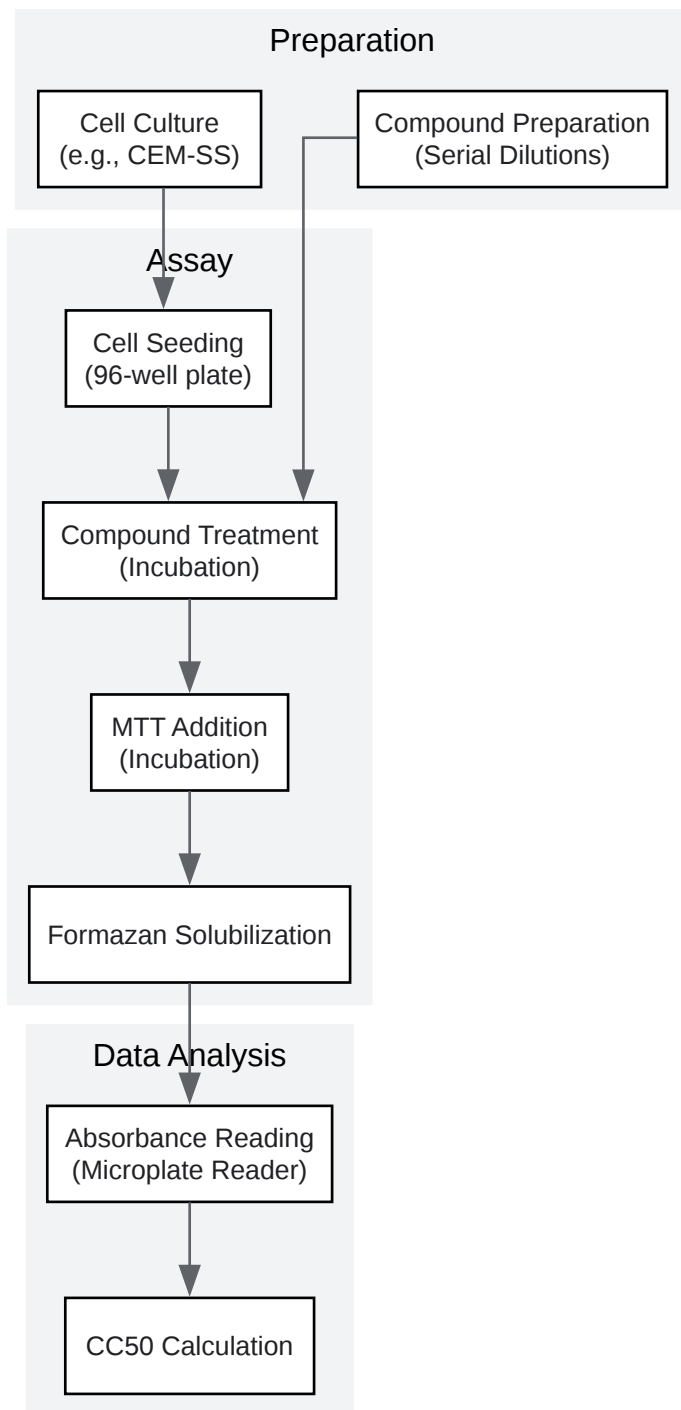 Preparation
Cell Culture
(e.g., CEM-SS)
Compound Preparation
(Serial Dilutions)
Assay
Cell Seeding
(96-well plate)
Compound Treatment
(Incubation)
MTT Addition
(Incubation)
Formazan Solubilization
Data Analysis
Absorbance Reading
(Microplate Reader)
CC50 Calculation